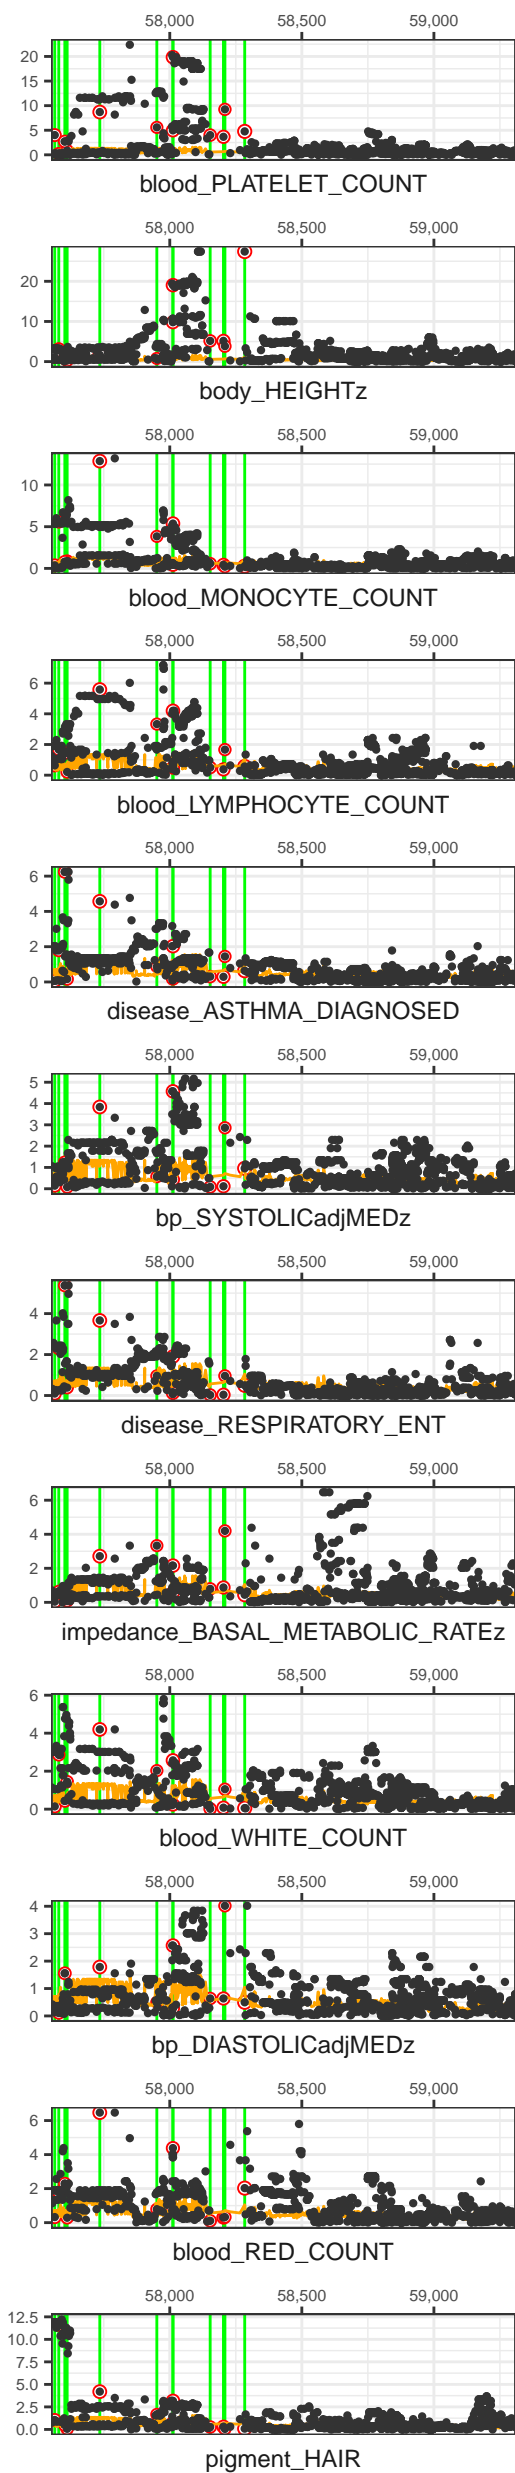 58,000 58,500 59,000
20
15
10
5
0
blood_PLATELET_COUNT
58,000 58,500 59,000
20
10
0
body_HEIGHTz
58,000 58,500 59,000
10
5
0
blood_MONOCYTE_COUNT
58,000 58,500 59,000
6
4
2
0
blood_LYMPHOCYTE_COUNT
58,000 58,500 59,000
6
4
2
0
disease_ASTHMA_DIAGNOSED
58,000 58,500 59,000
5
4
3
2
1
0
bp_SYSTOLICadjMEDz
58,000 58,500 59,000
4
2
0
disease_RESPIRATORY_ENT
58,000 58,500 59,000
6
4
2
0
impedance_BASAL_METABOLIC_RATEz
58,000 58,500 59,000
6
4
2
0
blood_WHITE_COUNT
58,000 58,500 59,000
4
3
2
1
0
bp_DIASTOLICadjMEDz
58,000 58,500 59,000
6
4
2
0
blood_RED_COUNT
58,000 58,500 59,000
12.5
10.0
7.5
5.0
2.5
0.0
pigment_HAIR